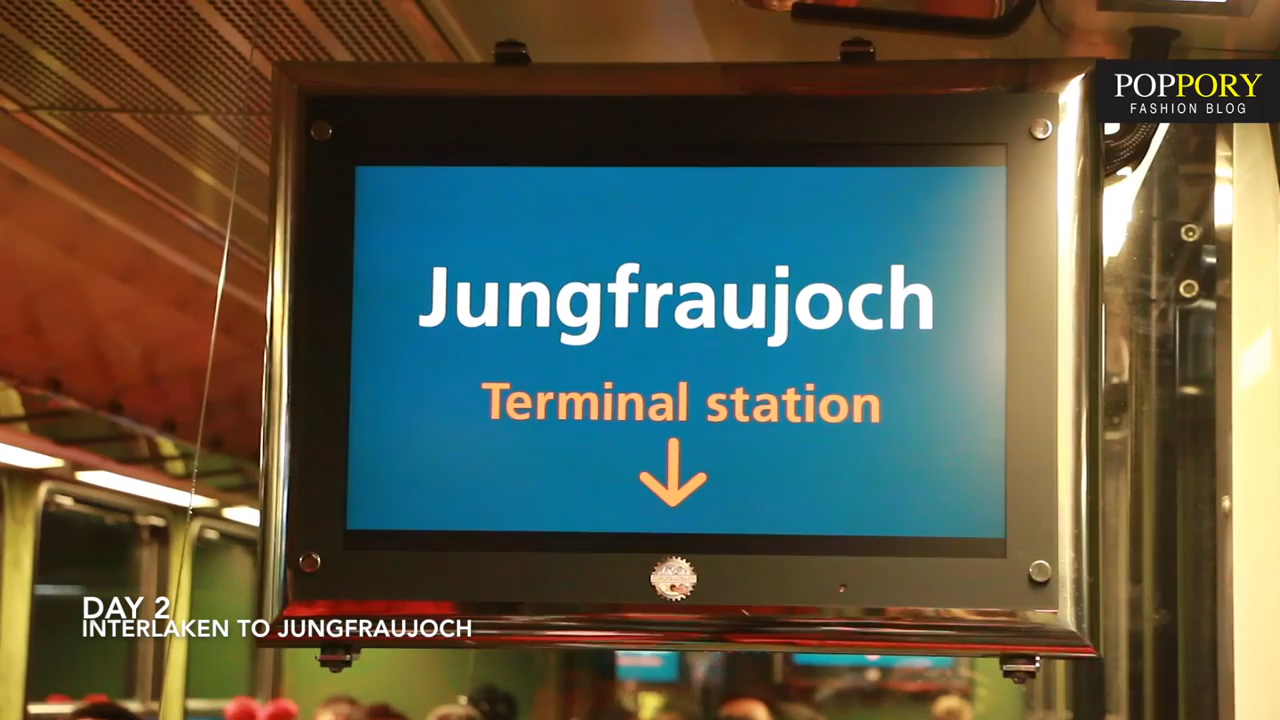 POPPORY
FASHION BLOG
Jungfraujoch
Terminal station
DAY 2
INTERLAKEN TO JUNGFRAUJOCH